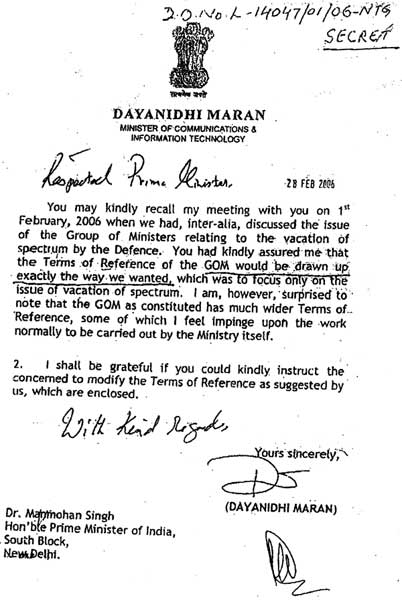 D.O. No. L-14047/01/06-NTG
SECRET
सत्यमेव जयते
DAYANIDHI MARAN
MINISTER OF COMMUNICATIONS &
INFORMATION TECHNOLOGY
Respected Prime Minister,
28 FEB 2006
You may kindly recall my meeting with you on 1st
February, 2006 when we had, inter-alia, discussed the issue
of the Group of Ministers relating to the vacation of
spectrum by the Defence. You had kindly assured me that
the Terms of Reference of the GOM would be drawn up
exactly the way we wanted, which was to focus only on the
issue of vacation of spectrum. I am, however, surprised to
note that the GOM as constituted has much wider Terms of
Reference, some of which I feel impinge upon the work
normally to be carried out by the Ministry itself.
2. I shall be grateful if you could kindly instruct the
concerned to modify the Terms of Reference as suggested by
us, which are enclosed.
With Kind Regards,
Yours sincerely,
(DAYANIDHI MARAN)
Dr. Manmohan Singh
Hon'ble Prime Minister of India,
South Block,
New Delhi.